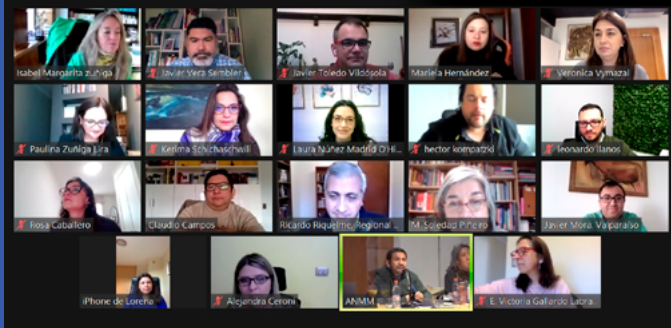 Isabel Margarita zuñiga
Javier Vera Sembler
Javier Toledo Vildósola
Mariela Hernández
Veronica Vymazal
Paulina Zuñiga Lira
Kerima Schichaschwili
Laura Núñez Madrid O'Hi...
hector kompatzki
leonardo llanos
Rosa Caballero
Claudio Campos
Ricardo Riquelme, Regional ...
M. Soledad Piñeiro
Javier Mora. Valparaíso
iPhone de Lorena
Alejandra Ceroni
ANMM
E. Victoria Gallardo Labra...